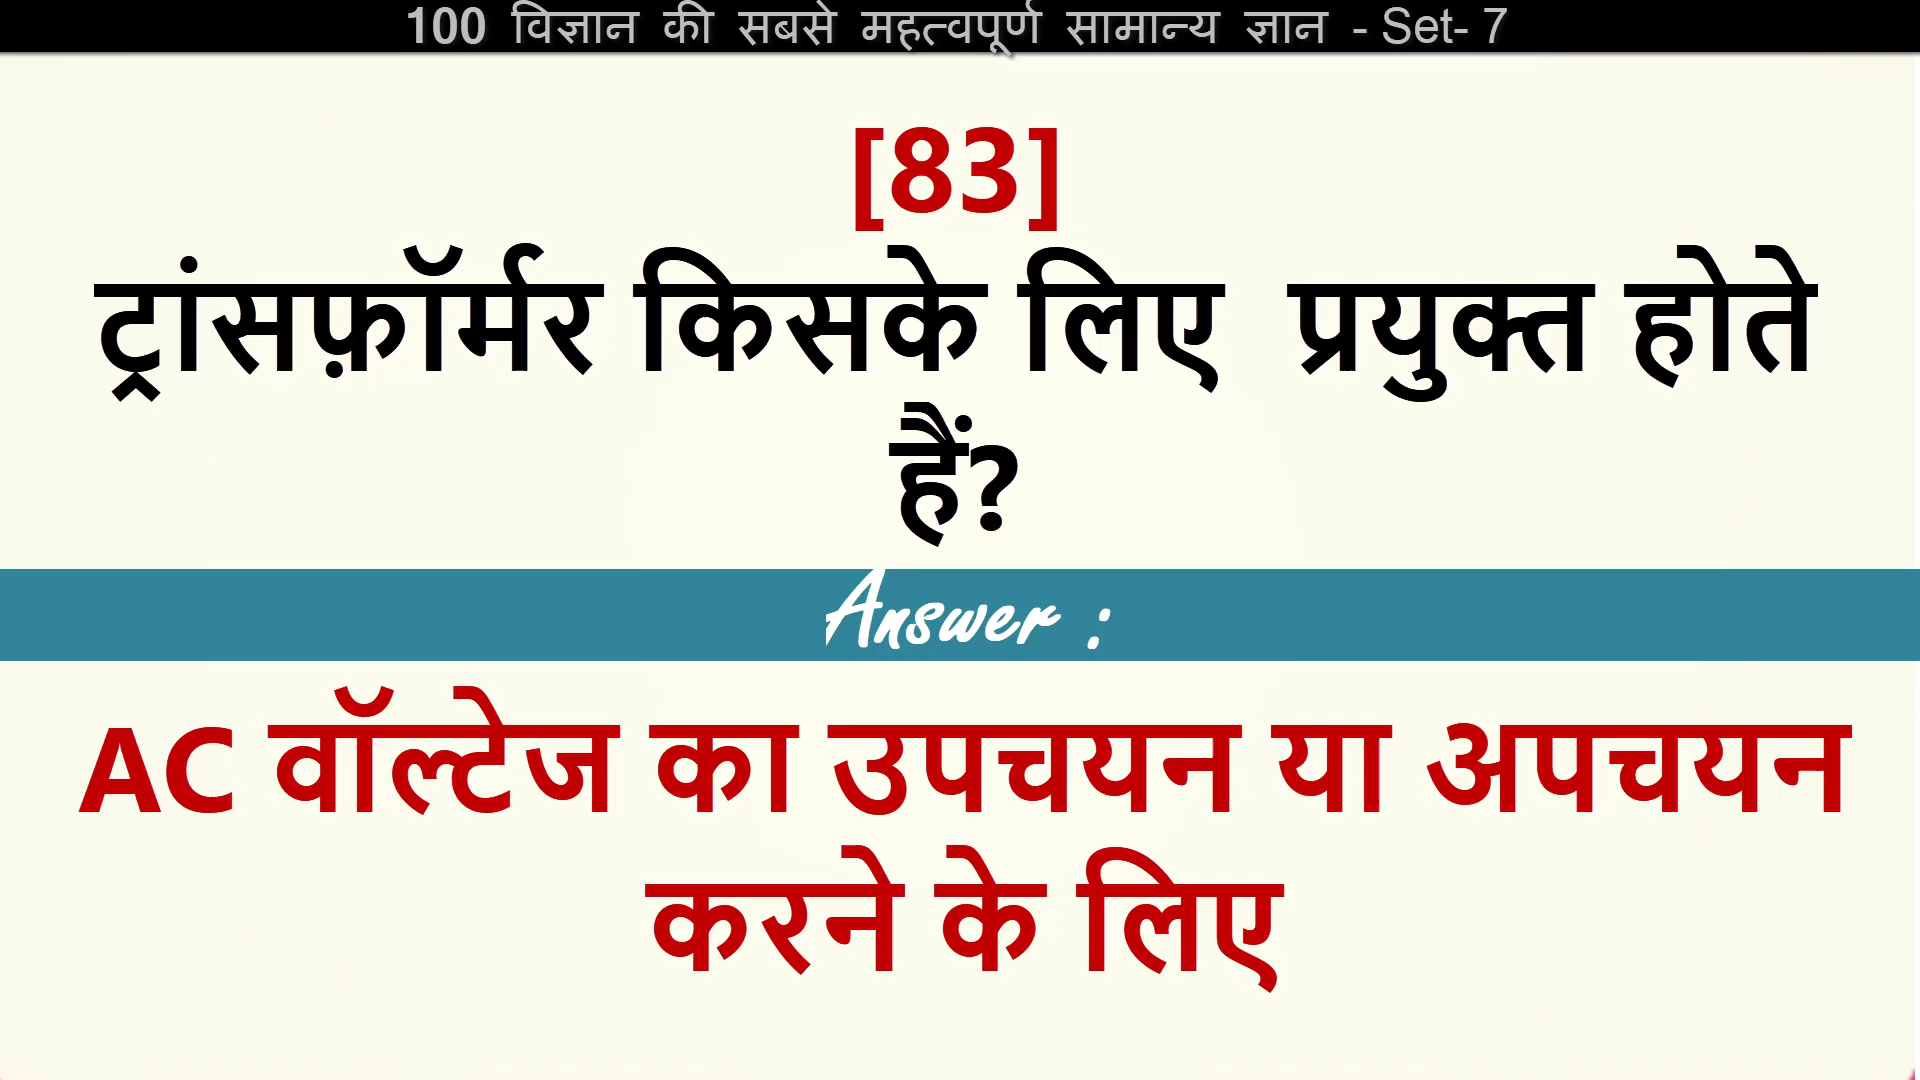 100 विज्ञान की सबसे महत्वपूर्ण सामान्य ज्ञान - Set- 7
[83]
ट्रांसफ़ॉर्मर किसके लिए प्रयुक्त होते
हैं?
Answer :
AC वॉल्टेज का उपचयन या अपचयन
करने के लिए